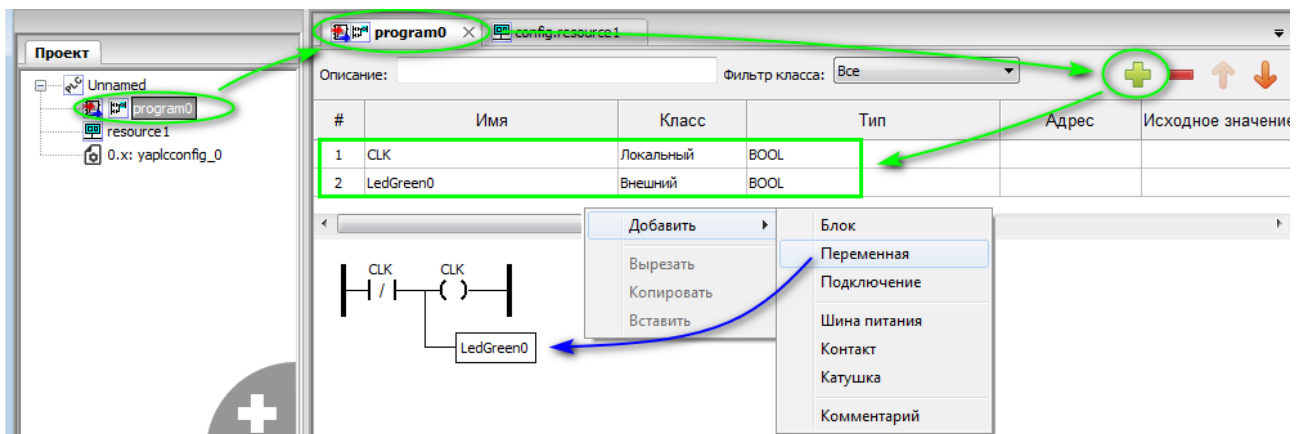 Проект
Unnamed
program0
resource1
0.x: yaplcconfig_0
program0 config.resource1
Описание: Фильтр класса: Все
# Имя Класс Тип Адрес Исходное значение
1 CLK Локальный BOOL
2 LedGreen0 Внешний BOOL
Добавить
Вырезать
Копировать
Вставить
Блок
Переменная
Подключение
Шина питания
Контакт
Катушка
Комментарий
CLK CLK
LedGreen0